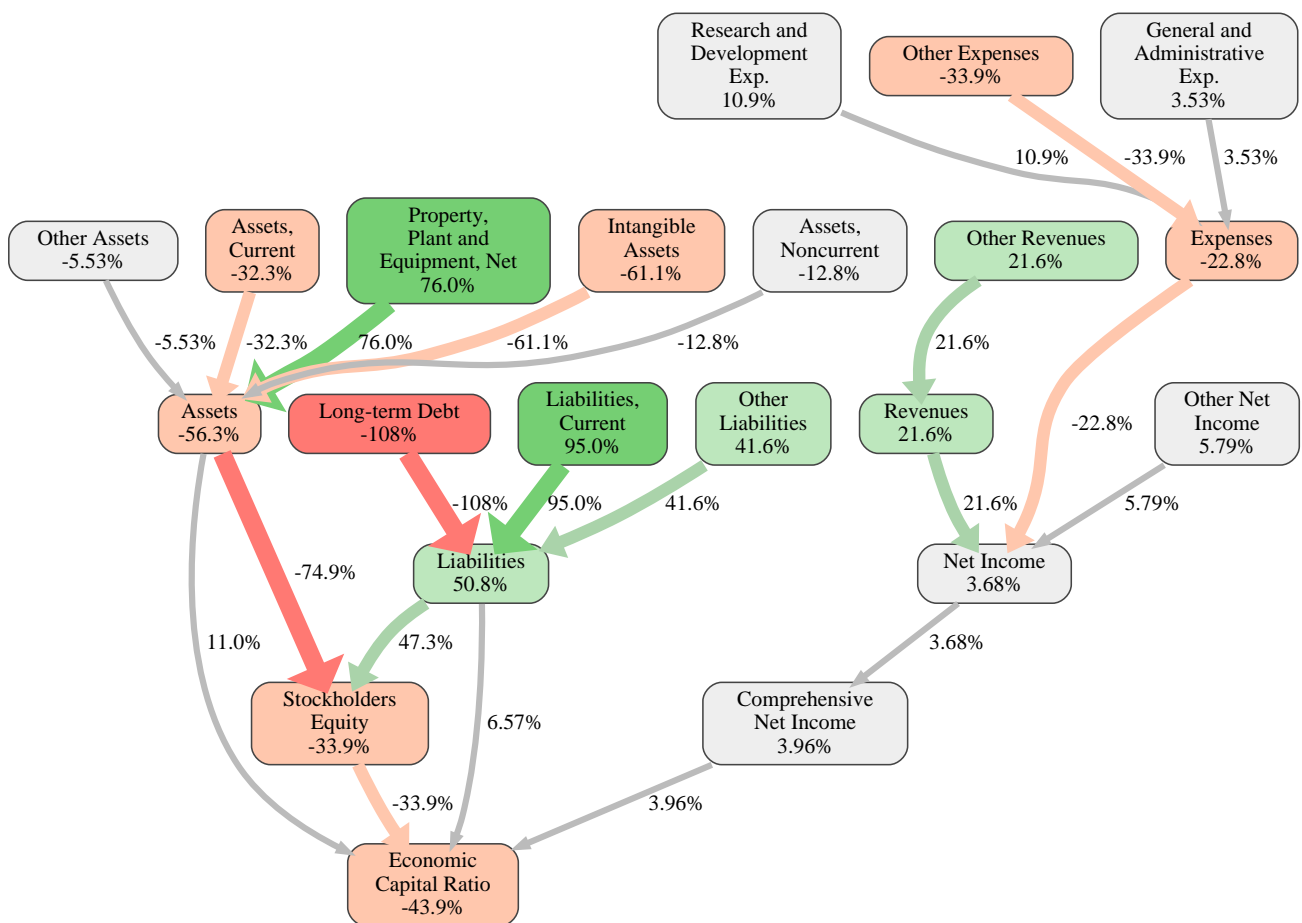 Research and
Development
Exp.
10.9%
Other Expenses
-33.9%
General and
Administrative
Exp.
3.53%
10.9%
-33.9%
3.53%
Other Assets
-5.53%
Assets,
Current
-32.3%
Property,
Plant and
Equipment, Net
76.0%
Intangible
Assets
-61.1%
Assets,
Noncurrent
-12.8%
Other Revenues
21.6%
Expenses
-22.8%
-5.53%
-32.3%
76.0%
-61.1%
-12.8%
21.6%
Assets
-56.3%
Long-term Debt
-108%
Liabilities,
Current
95.0%
Other
Liabilities
41.6%
Revenues
21.6%
-22.8%
Other Net
Income
5.79%
-108%
95.0%
41.6%
21.6%
5.79%
-74.9%
Liabilities
50.8%
Net Income
3.68%
11.0%
47.3%
3.68%
Stockholders
Equity
-33.9%
6.57%
Comprehensive
Net Income
3.96%
-33.9%
3.96%
Economic
Capital Ratio
-43.9%